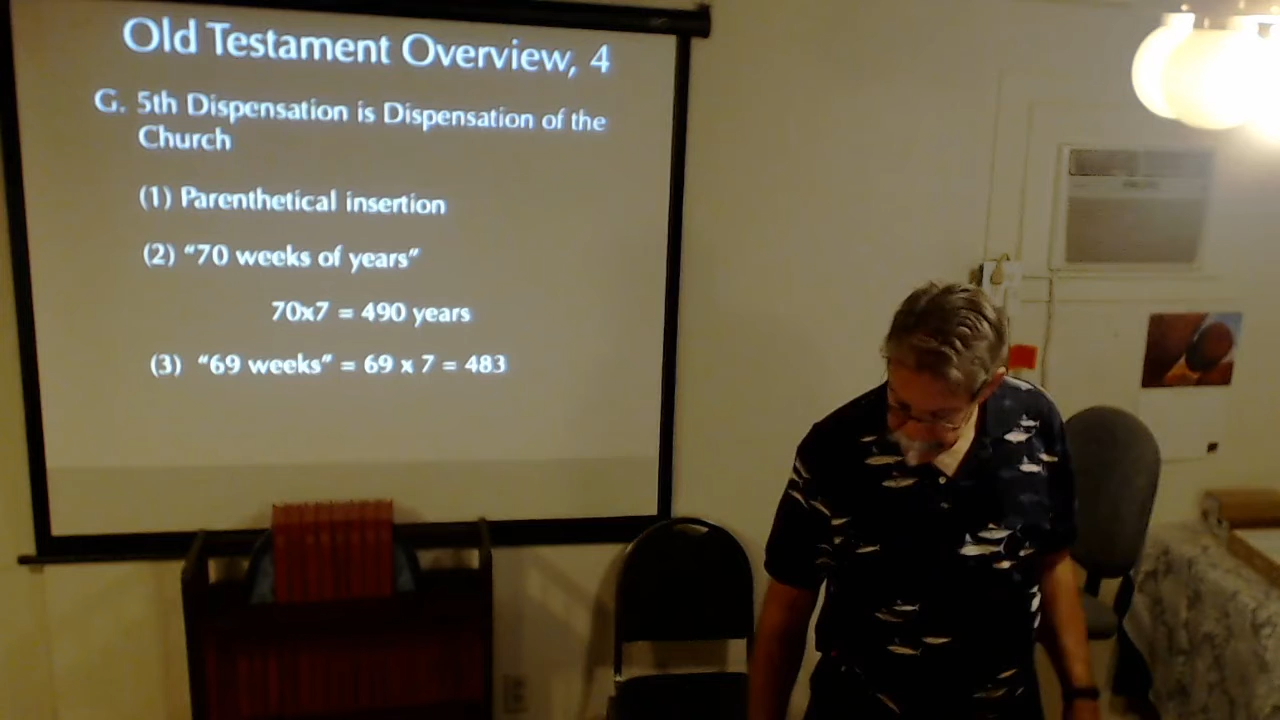 Old Testament Overview, 4
G. 5th Dispensation is Dispensation of the
Church
(1) Parenthetical insertion
(2) “70 weeks of years”
70x7 = 490 years
(3) “69 weeks” = 69 x 7 = 483